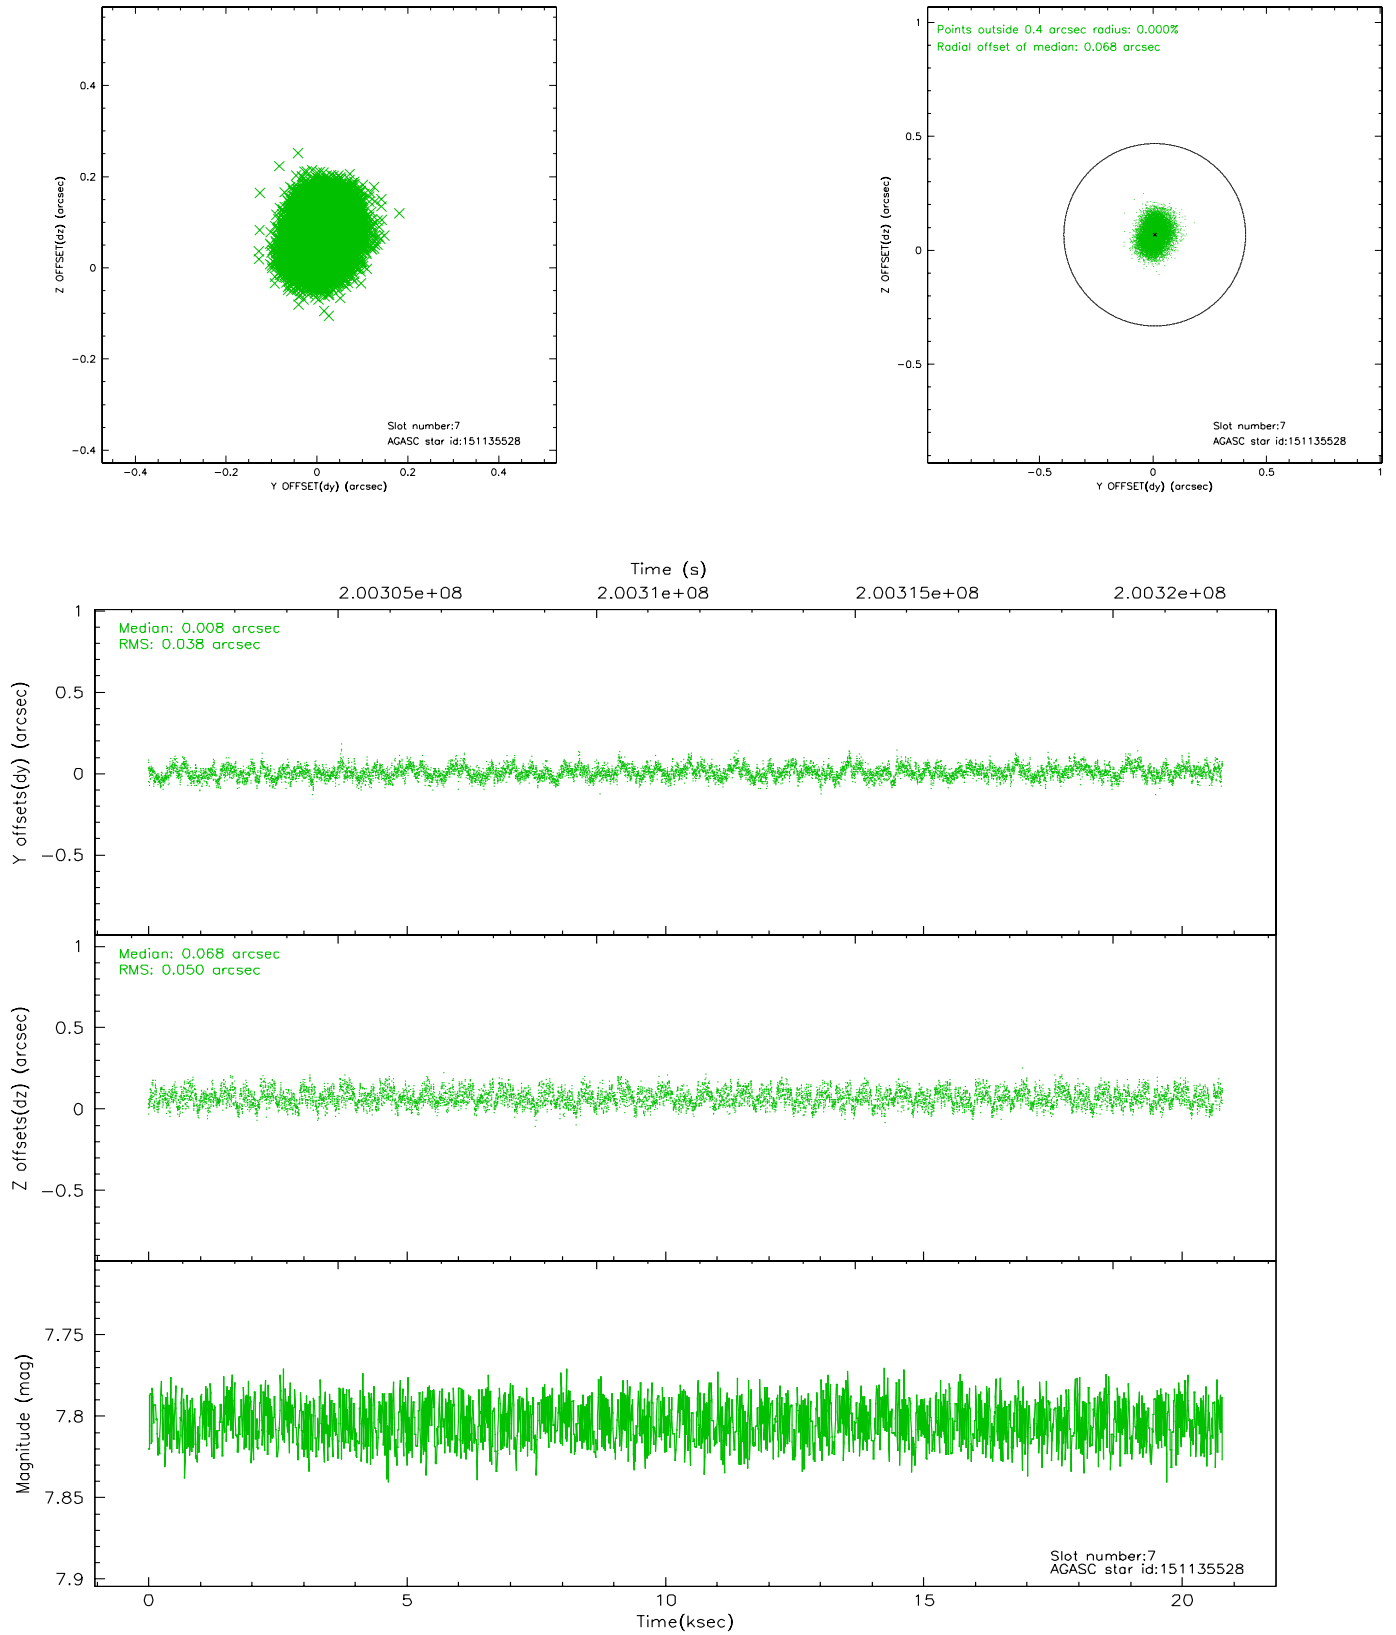 0.4
0.2
0
−0.2
−0.4
Z OFFSET(dz) (arcsec)
Slot number:7
AGASC star id:151135528
−0.4 −0.2 0 0.2 0.4
Y OFFSET(dy) (arcsec)
Points outside 0.4 arcsec radius: 0.000%
Radial offset of median: 0.068 arcsec
1
0.5
0
−0.5
Z OFFSET(dz) (arcsec)
Slot number:7
AGASC star id:151135528
−0.5 0 0.5 1
Y OFFSET(dy) (arcsec)
Time (s)
2.00305e+08 2.0031e+08 2.00315e+08 2.0032e+08
Median: 0.008 arcsec
RMS: 0.038 arcsec
1
0.5
0
−0.5
Y offsets(dy) (arcsec)
Median: 0.068 arcsec
RMS: 0.050 arcsec
1
0.5
0
−0.5
Z offsets(dz) (arcsec)
7.75
7.8
7.85
7.9
Magnitude (mag)
Slot number:7
AGASC star id:151135528
0 5 10 15 20
Time(ksec)